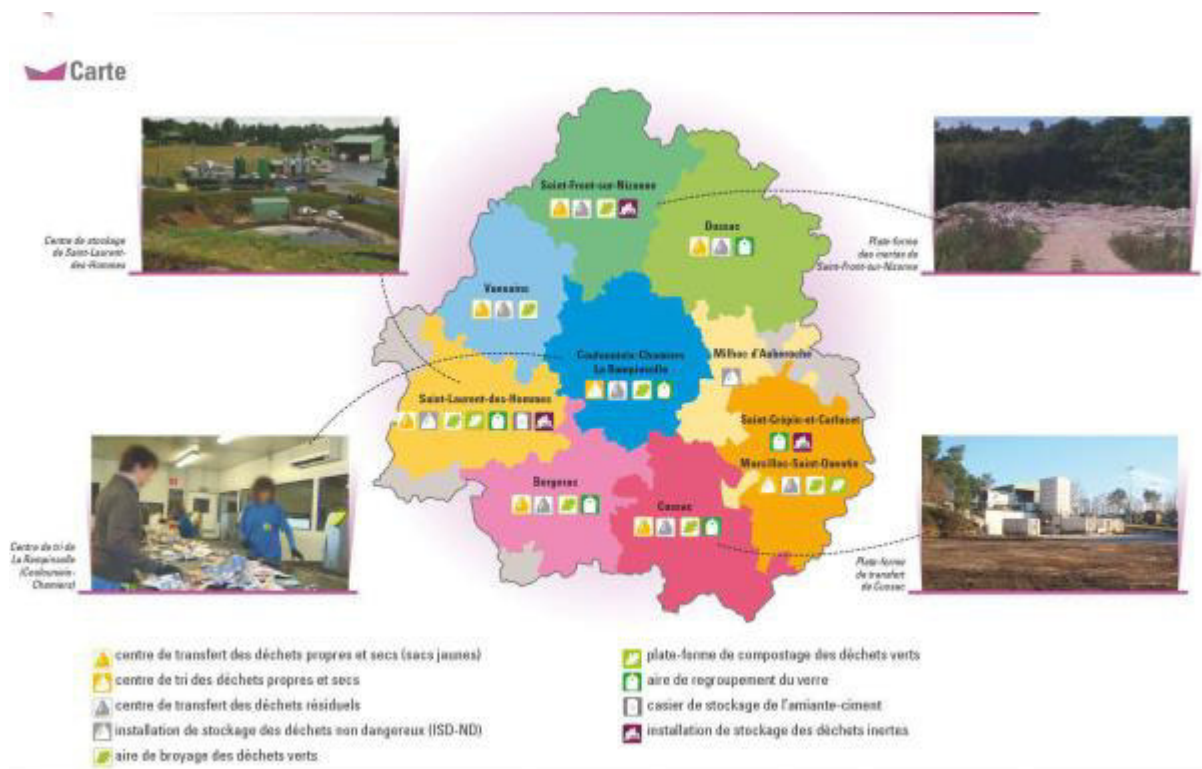 Carte
Centre de stockage
de Saint-Laurent-
des-Hommes
Saint-Front-sur-Nizonne
Dussac
Plate-forme
des inertes de
Saint-Front-sur-Nizonne
Vanxains
Coulounieix-Chamiers
La Rampinsolle
Milhac d'Auberoche
Saint-Laurent-des-Hommes
Saint-Crépin-et-Carlucet
Marcillac-Saint-Quentin
Bergerac
Cussac
Centre de tri de
La Rampinsolle
(Coulounieix-
Chamiers)
Plate-forme
de transfert
de Cussac
centre de transfert des déchets propres et secs (sacs jaunes)
centre de tri des déchets propres et secs
centre de transfert des déchets résiduels
installation de stockage des déchets non dangereux (ISD-ND)
aire de broyage des déchets verts
plate-forme de compostage des déchets verts
aire de regroupement du verre
casier de stockage de l'amiante-ciment
installation de stockage des déchets inertes